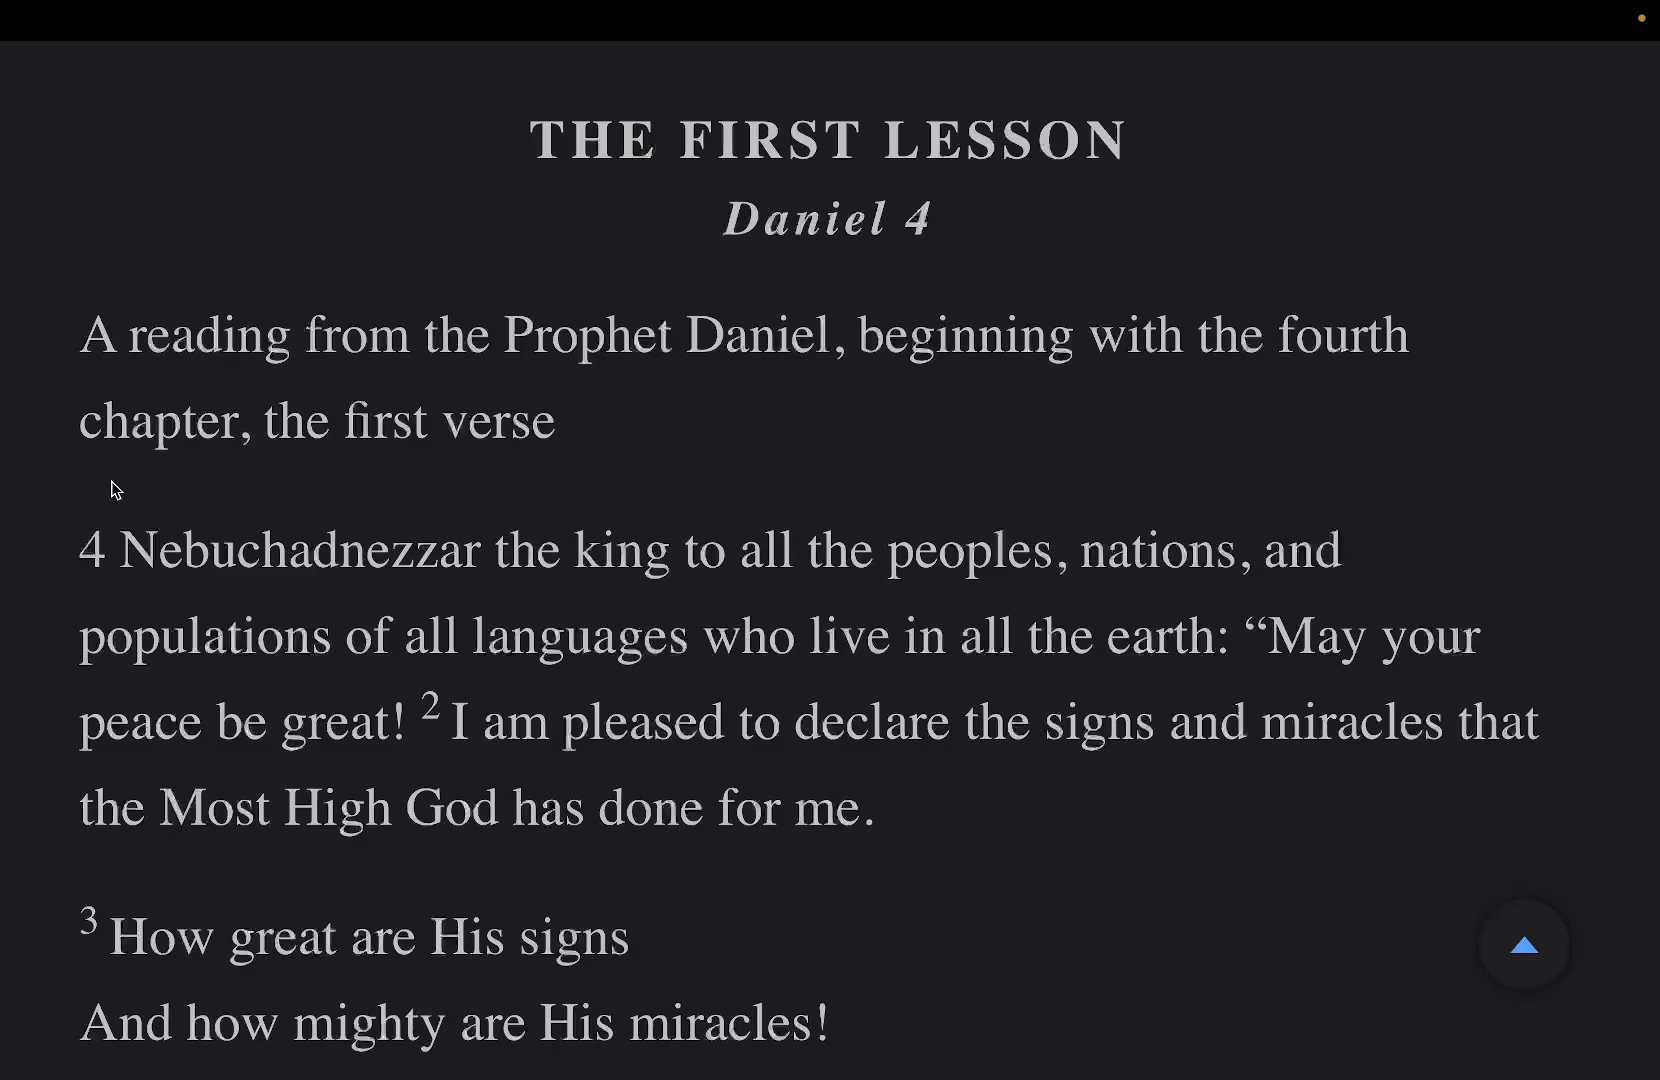 THE FIRST LESSON
Daniel 4
A reading from the Prophet Daniel, beginning with the fourth
chapter, the first verse
4 Nebuchadnezzar the king to all the peoples, nations, and
populations of all languages who live in all the earth: “May your
peace be great! 2 I am pleased to declare the signs and miracles that
the Most High God has done for me.
3 How great are His signs
And how mighty are His miracles!